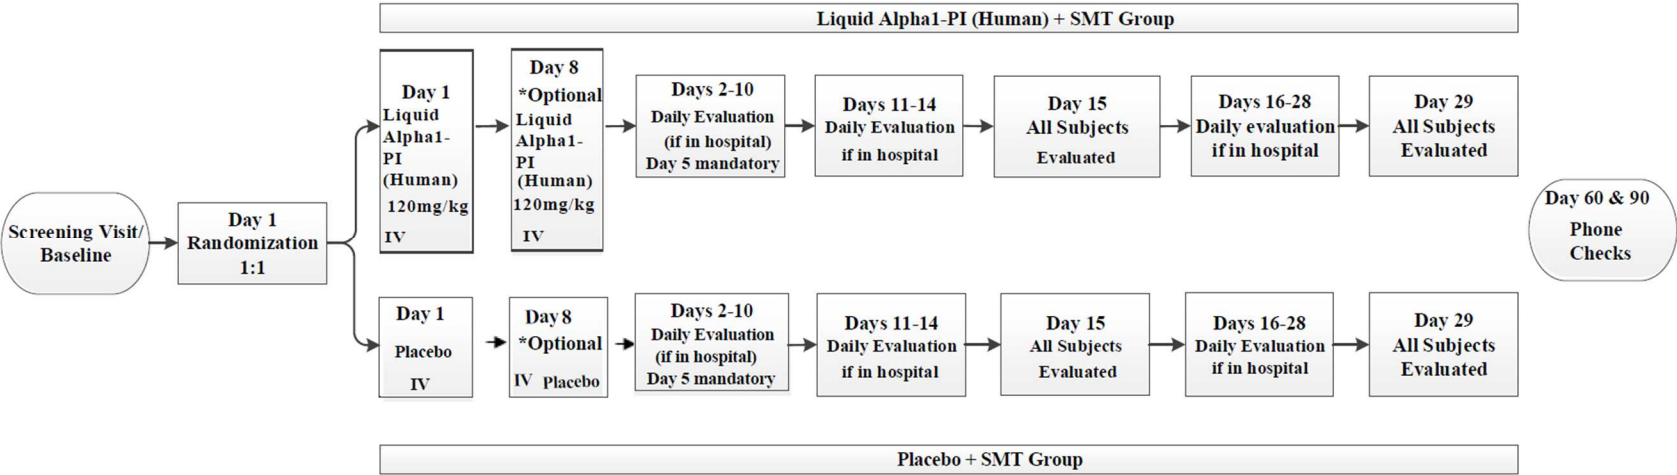 Liquid Alpha1-PI (Human) + SMT Group
Screening Visit/
Baseline
Day 1
Randomization
1:1
Day 1
Liquid
Alpha1-
PI
(Human)
120mg/kg
IV
Day 8
*Optional
Liquid
Alpha1-
PI
(Human)
120mg/kg
IV
Days 2-10
Daily Evaluation
(if in hospital)
Day 5 mandatory
Days 11-14
Daily Evaluation
if in hospital
Day 15
All Subjects
Evaluated
Days 16-28
Daily evaluation
if in hospital
Day 29
All Subjects
Evaluated
Day 1
Placebo
IV
Day 8
*Optional
IV Placebo
Days 2-10
Daily Evaluation
(if in hospital)
Day 5 mandatory
Days 11-14
Daily Evaluation
if in hospital
Day 15
All Subjects
Evaluated
Days 16-28
Daily Evaluation
if in hospital
Day 29
All Subjects
Evaluated
Day 60 & 90
Phone
Checks
Placebo + SMT Group